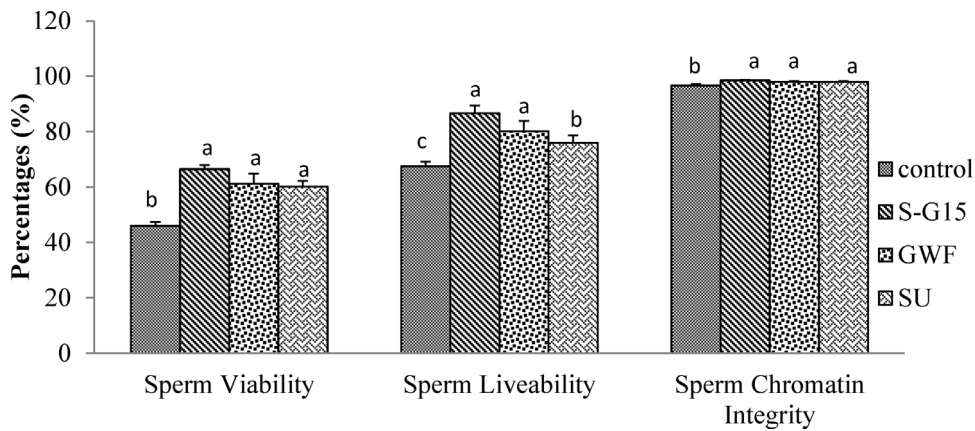 120
100
80
60
40
20
0
Percentages (%)
b
a
a
a
c
a
a
b
b
a
a
a
Sperm Viability
Sperm Liveability
Sperm Chromatin
Integrity
control
S-G15
GWF
SU